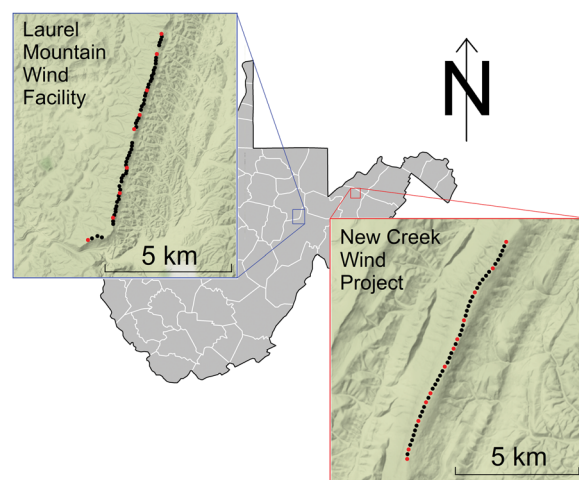 Laurel
Mountain
Wind
Facility
5 km
N
New Creek
Wind
Project
5 km